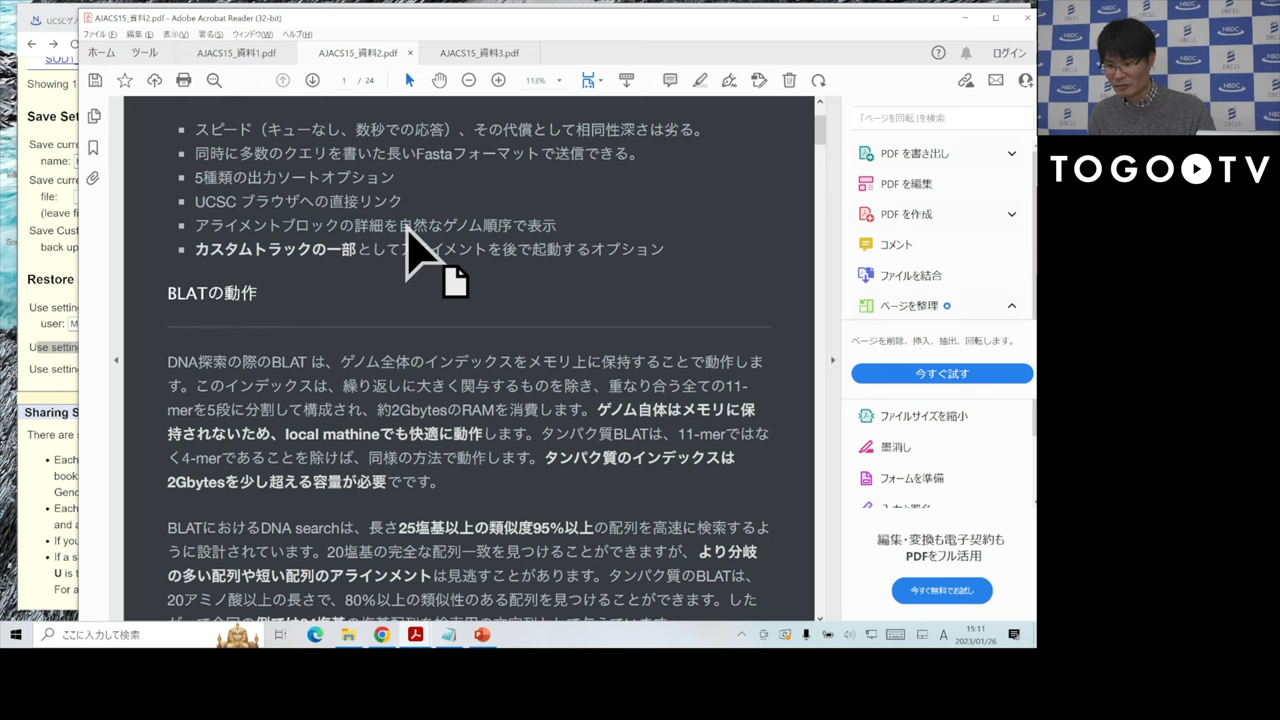 UCSCゲノ
AJACS15_資料2.pdf - Adobe Acrobat Reader (32-bit)
ファイル(F) 編集(E) 表示(V) 署名(S) ウィンドウ(W) ヘルプ(H)
ホーム ツール AJACS15_資料1.pdf AJACS15_資料2.pdf × AJACS15_資料3.pdf ログイン
1 / 24 113%
Showing 1
Save Set
Save curre
name:
Save curre
file:
(leave fi
Save Cust
back up
Restore
Use setting
user: M
Use setting
Use setting
Sharing S
There are s
Each
book
Geno
Each
and a
If you
If a s
U is t
For a
スピード（キューなし、数秒での応答）、その代償として相同性深さは劣る。
同時に多数のクエリを書いた長いFastaフォーマットで送信できる。
5種類の出力ソートオプション
UCSC ブラウザへの直接リンク
アライメントブロックの詳細を自然なゲノム順序で表示
カスタムトラックの一部としてアライメントを後で起動するオプション
BLATの動作
DNA探索の際のBLAT は、ゲノム全体のインデックスをメモリ上に保持することで動作しま
す。このインデックスは、繰り返しに大きく関与するものを除き、重なり合う全ての11-
merを5段に分割して構成され、約2GbytesのRAMを消費します。ゲノム自体はメモリに保
持されないため、local mathineでも快適に動作します。タンパク質BLATは、11-merではな
く4-merであることを除けば、同様の方法で動作します。タンパク質のインデックスは
2Gbytesを少し超える容量が必要でです。
BLATにおけるDNA searchは、長さ25塩基以上の類似度95%以上の配列を高速に検索するよ
うに設計されています。20塩基の完全な配列一致を見つけることができますが、より分岐
の多い配列や短い配列のアラインメントは見逃すことがあります。タンパク質のBLATは、
20アミノ酸以上の長さで、80%以上の類似性のある配列を見つけることができます。した
「ページを回転」を検索
PDF を書き出し
PDF を編集
PDF を作成
コメント
ファイルを結合
ページを整理
ページを削除、挿入、抽出、回転します。
今すぐ試す
ファイルサイズを縮小
墨消し
フォームを準備
編集・変換も電子契約も
PDFをフル活用
今すぐ無料でお試し
ここに入力して検索
A
15:11
2023/01/26
NBDC
DBCLS
TOGO TV